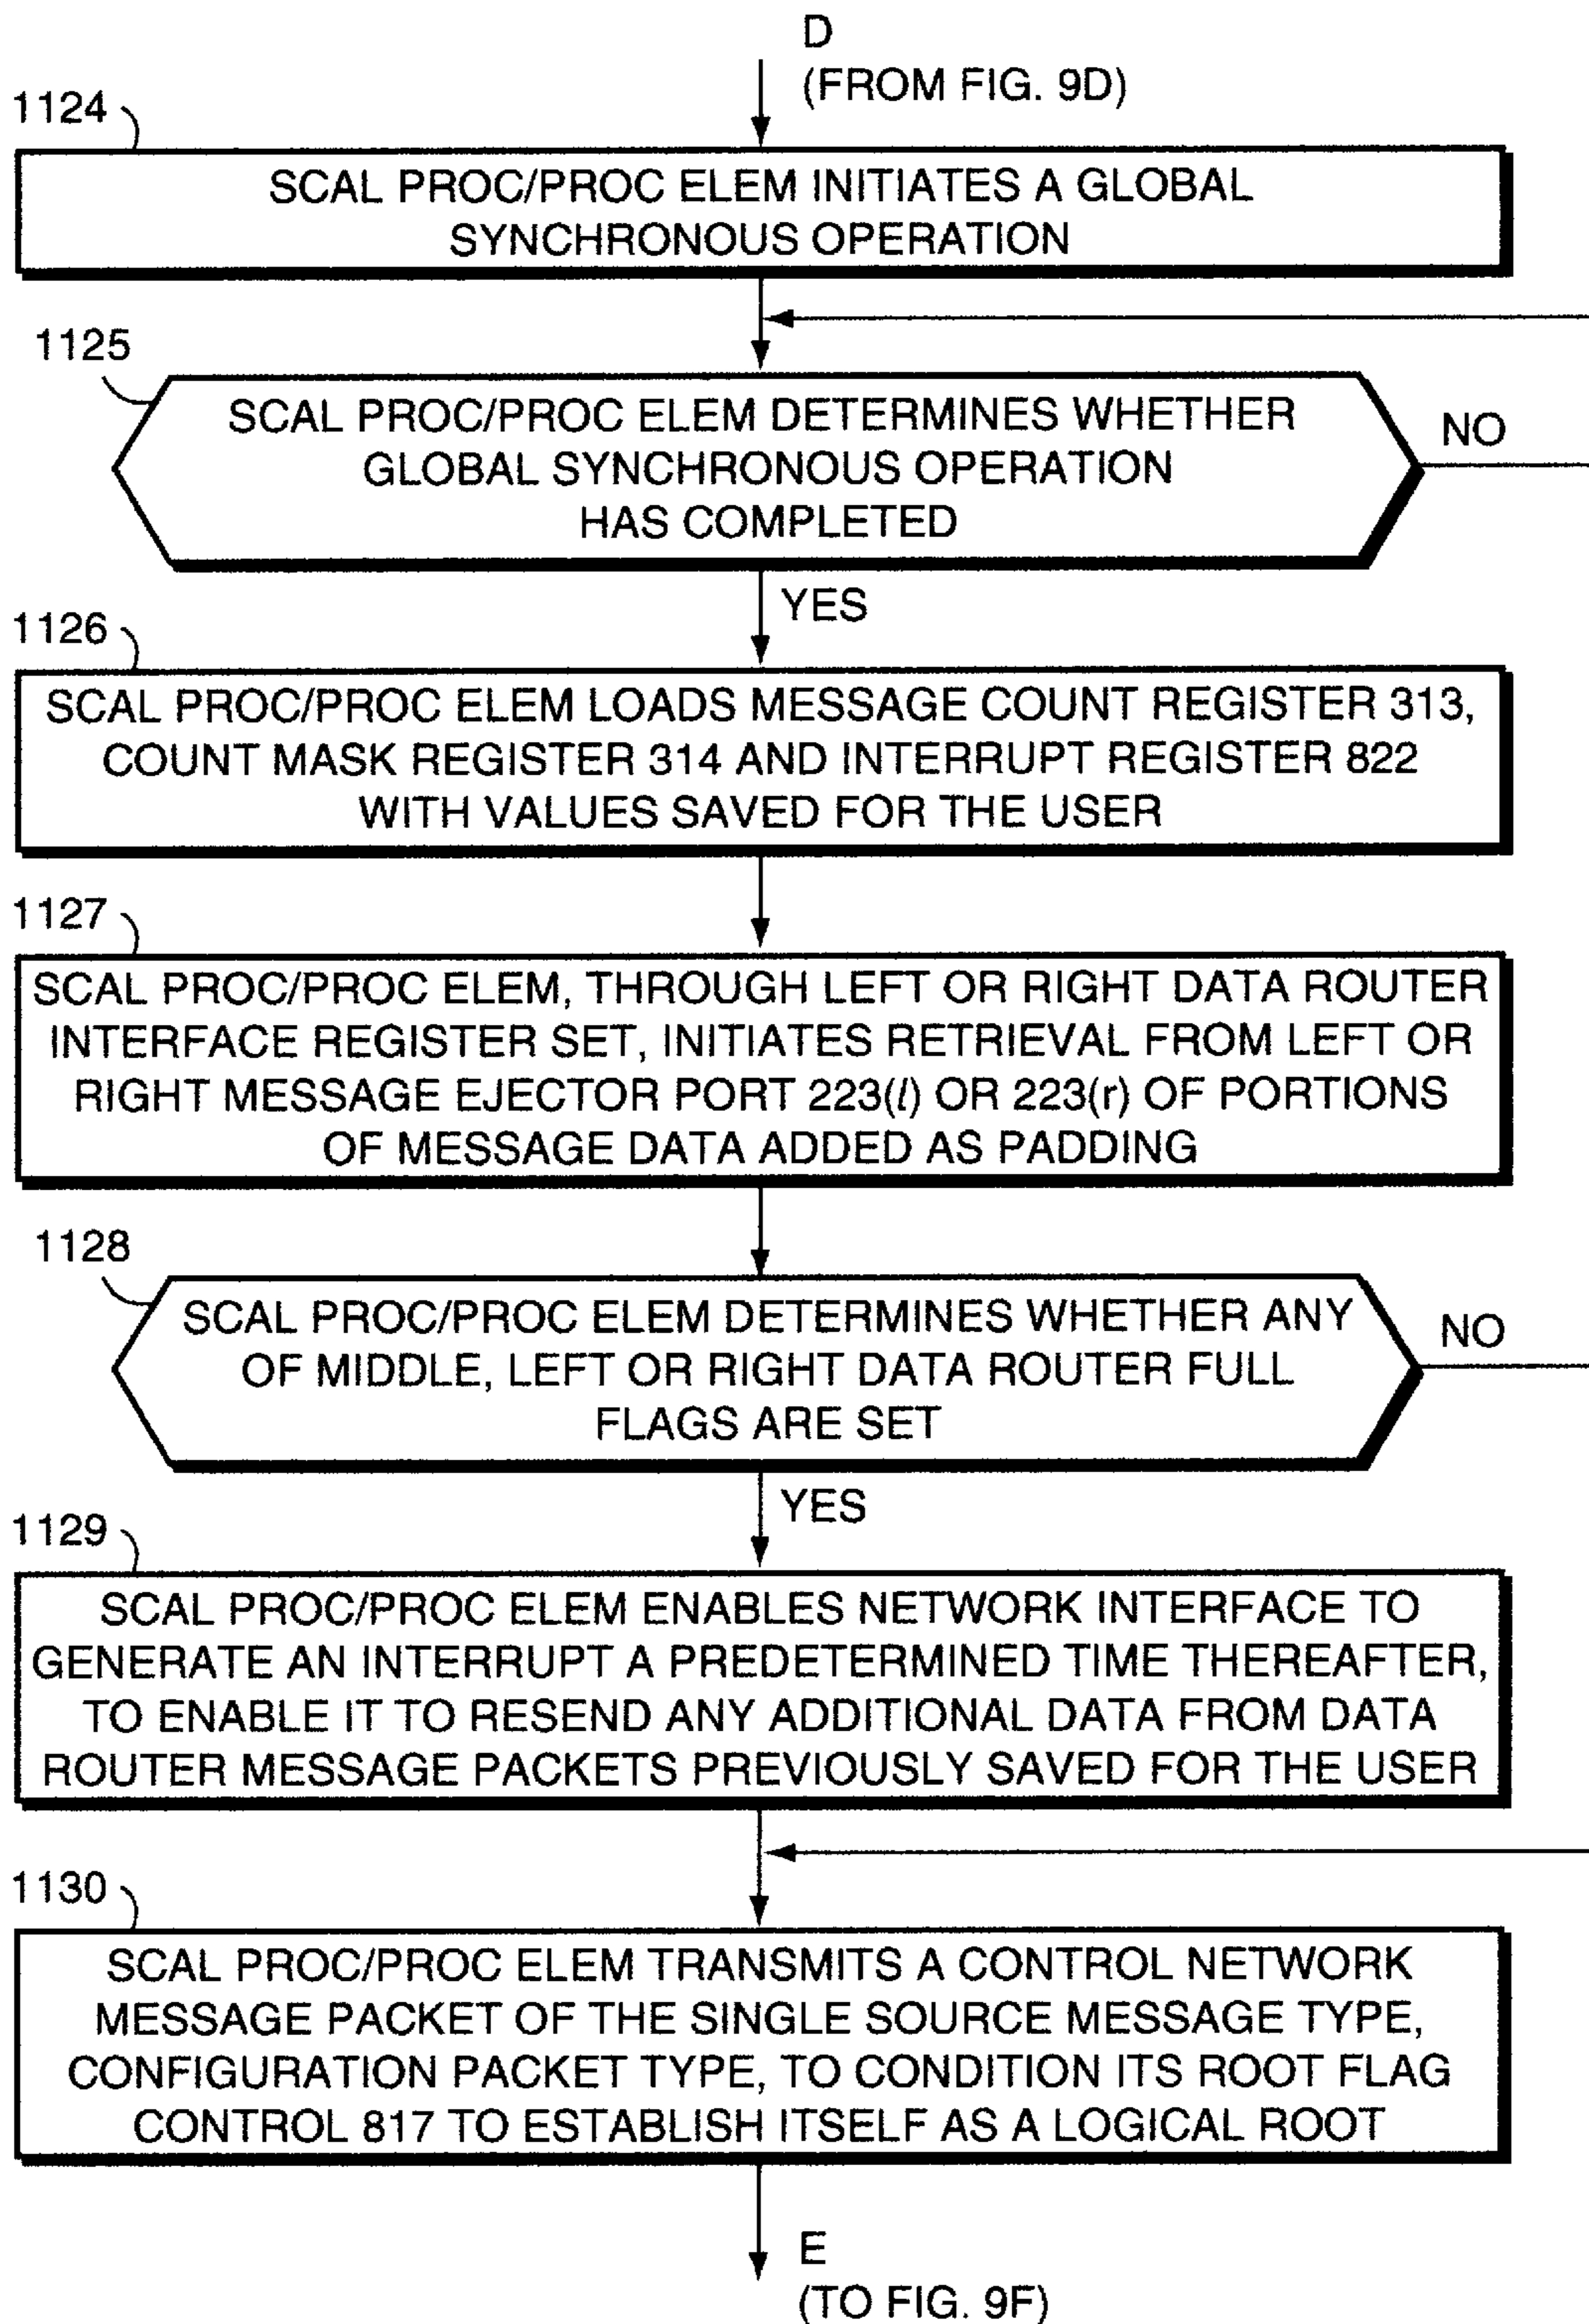 D
(FROM FIG. 9D)
1124
SCAL PROC/PROC ELEM INITIATES A GLOBAL
SYNCHRONOUS OPERATION
1125
SCAL PROC/PROC ELEM DETERMINES WHETHER
GLOBAL SYNCHRONOUS OPERATION
HAS COMPLETED
NO
YES
1126
SCAL PROC/PROC ELEM LOADS MESSAGE COUNT REGISTER 313,
COUNT MASK REGISTER 314 AND INTERRUPT REGISTER 822
WITH VALUES SAVED FOR THE USER
1127
SCAL PROC/PROC ELEM, THROUGH LEFT OR RIGHT DATA ROUTER
INTERFACE REGISTER SET, INITIATES RETRIEVAL FROM LEFT OR
RIGHT MESSAGE EJECTOR PORT 223(l) OR 223(r) OF PORTIONS
OF MESSAGE DATA ADDED AS PADDING
1128
SCAL PROC/PROC ELEM DETERMINES WHETHER ANY
OF MIDDLE, LEFT OR RIGHT DATA ROUTER FULL
FLAGS ARE SET
NO
YES
1129
SCAL PROC/PROC ELEM ENABLES NETWORK INTERFACE TO
GENERATE AN INTERRUPT A PREDETERMINED TIME THEREAFTER,
TO ENABLE IT TO RESEND ANY ADDITIONAL DATA FROM DATA
ROUTER MESSAGE PACKETS PREVIOUSLY SAVED FOR THE USER
1130
SCAL PROC/PROC ELEM TRANSMITS A CONTROL NETWORK
MESSAGE PACKET OF THE SINGLE SOURCE MESSAGE TYPE,
CONFIGURATION PACKET TYPE, TO CONDITION ITS ROOT FLAG
CONTROL 817 TO ESTABLISH ITSELF AS A LOGICAL ROOT
E
(TO FIG. 9F)